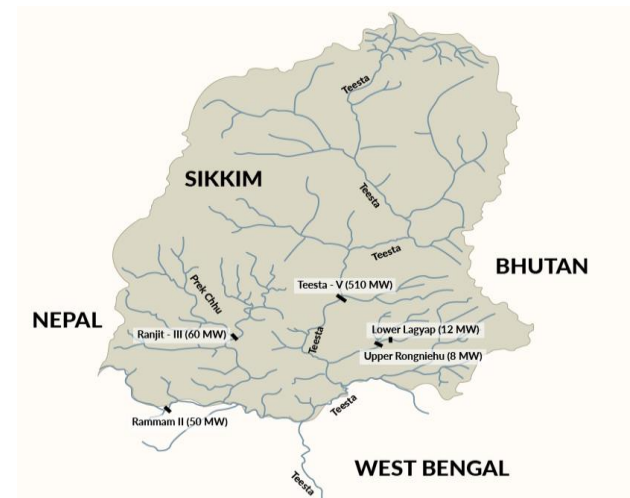 Teesta
SIKKIM
Teesta
Teesta
BHUTAN
Prek Chhu
Teesta - V (510 MW)
NEPAL
Ranjit - III (60 MW)
Teesta
Lower Lagyap (12 MW)
Upper Rongniehu (8 MW)
Teesta
Rammam II (50 MW)
WEST BENGAL
Teesta